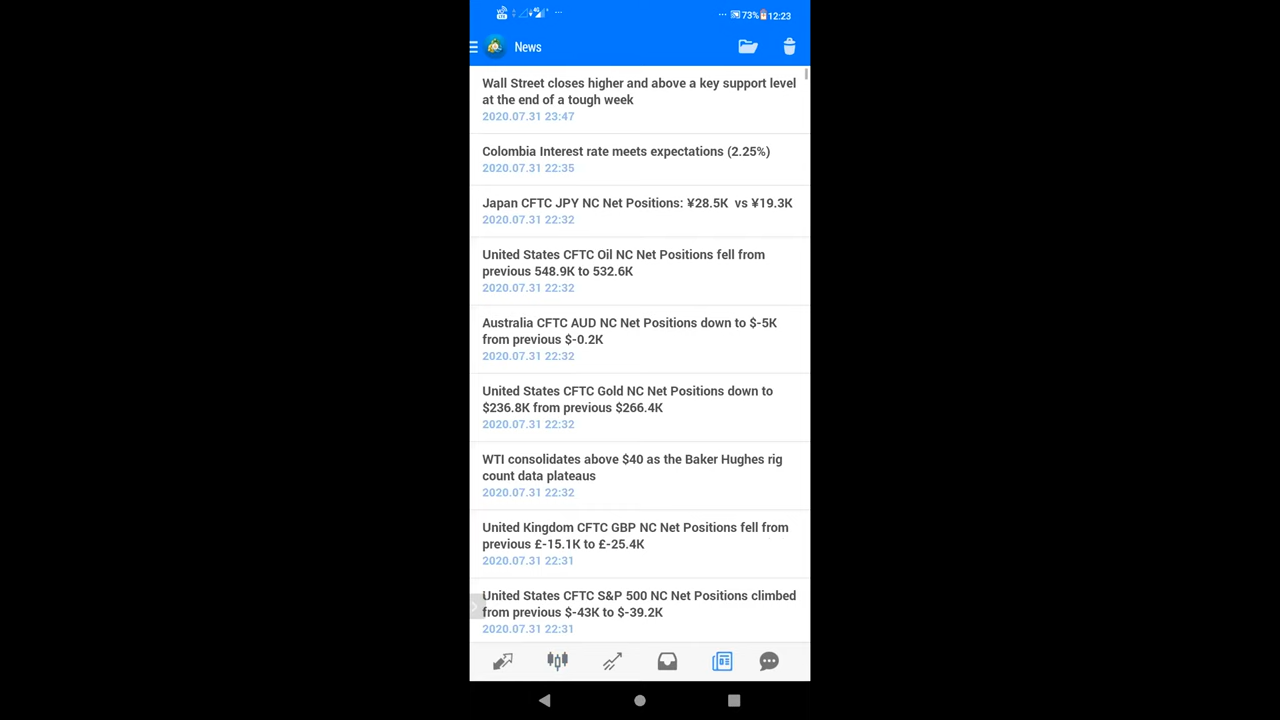 73% 12:23
News
Wall Street closes higher and above a key support level
at the end of a tough week
2020.07.31 23:47
Colombia Interest rate meets expectations (2.25%)
2020.07.31 22:35
Japan CFTC JPY NC Net Positions: ¥28.5K vs ¥19.3K
2020.07.31 22:32
United States CFTC Oil NC Net Positions fell from
previous 548.9K to 532.6K
2020.07.31 22:32
Australia CFTC AUD NC Net Positions down to $-5K
from previous $-0.2K
2020.07.31 22:32
United States CFTC Gold NC Net Positions down to
$236.8K from previous $266.4K
2020.07.31 22:32
WTI consolidates above $40 as the Baker Hughes rig
count data plateaus
2020.07.31 22:32
United Kingdom CFTC GBP NC Net Positions fell from
previous £-15.1K to £-25.4K
2020.07.31 22:31
United States CFTC S&P 500 NC Net Positions climbed
from previous $-43K to $-39.2K
2020.07.31 22:31